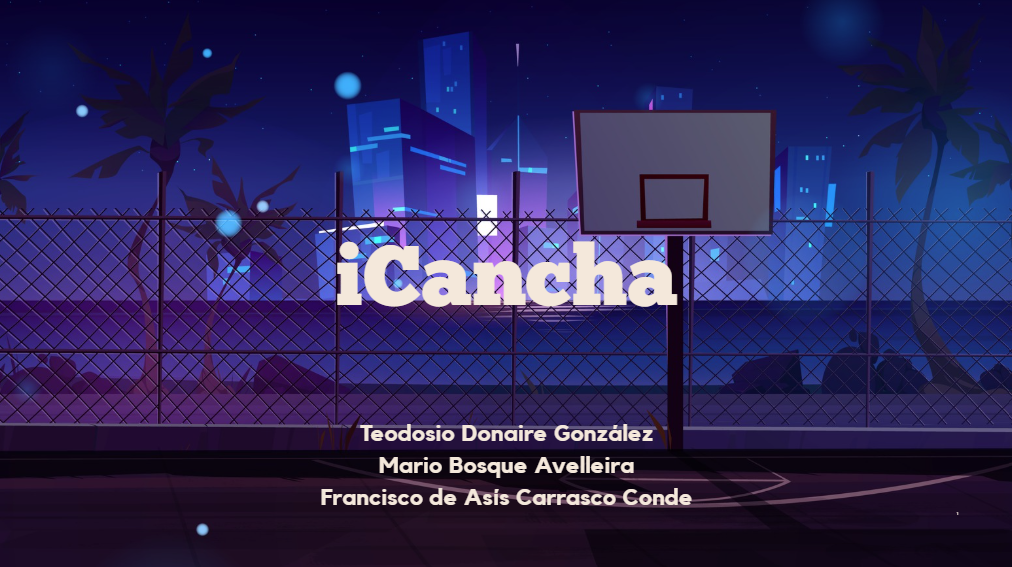 iCancha
Teodosio Donaire González
Mario Bosque Avelleira
Francisco de Asís Carrasco Conde